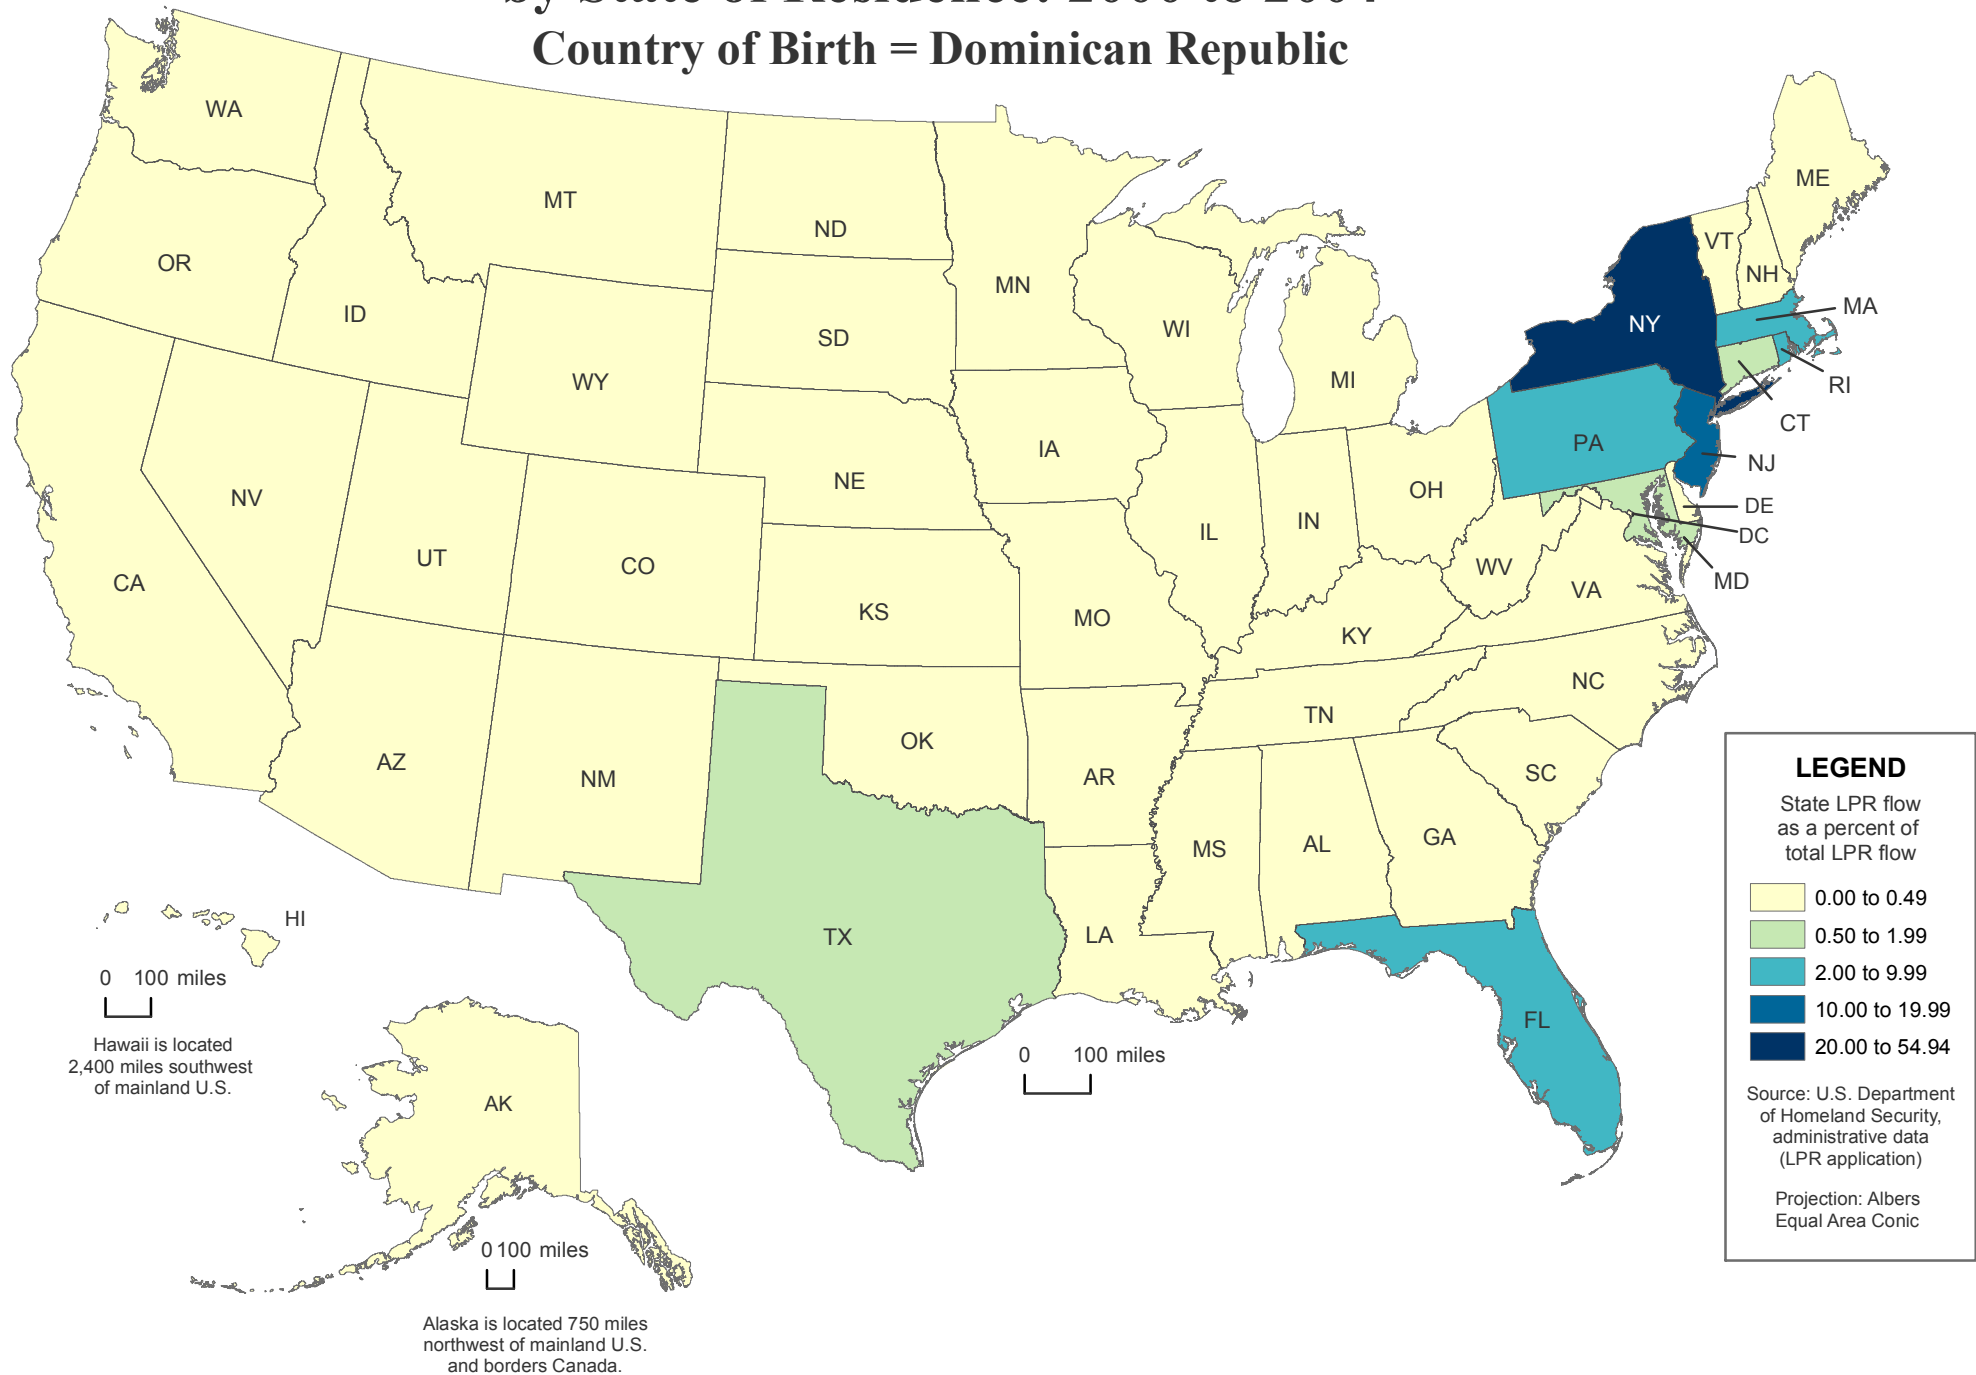 by State of Residence: 2000 to 2004
Country of Birth = Dominican Republic
WA
MT
ND
MN
ME
VT
NH
OR
ID
SD
WI
MI
NY
MA
RI
CT
WY
NE
IA
PA
NJ
NV
UT
CO
IL
IN
OH
DE
DC
MD
CA
KS
MO
KY
WV
VA
AZ
NM
OK
AR
TN
NC
SC
TX
LA
MS
AL
GA
FL
HI
0 100 miles
Hawaii is located
2,400 miles southwest
of mainland U.S.
AK
0 100 miles
Alaska is located 750 miles
northwest of mainland U.S.
and borders Canada.
0 100 miles
LEGEND
State LPR flow
as a percent of
total LPR flow
0.00 to 0.49
0.50 to 1.99
2.00 to 9.99
10.00 to 19.99
20.00 to 54.94
Source: U.S. Department
of Homeland Security,
administrative data
(LPR application)
Projection: Albers
Equal Area Conic